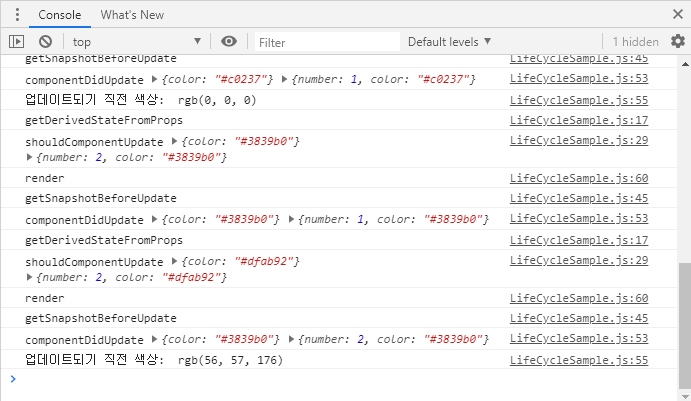 Console What's New
top Filter Default levels 1 hidden
getSnapshotBeforeUpdate LifeCycleSample.js:45
componentDidUpdate {color: "#c0237"} {number: 1, color: "#c0237"} LifeCycleSample.js:53
업데이트되기 직전 색상: rgb(0, 0, 0) LifeCycleSample.js:55
getDerivedStateFromProps LifeCycleSample.js:17
shouldComponentUpdate {color: "#3839b0"} LifeCycleSample.js:29
{number: 2, color: "#3839b0"}
render LifeCycleSample.js:60
getSnapshotBeforeUpdate LifeCycleSample.js:45
componentDidUpdate {color: "#3839b0"} {number: 1, color: "#3839b0"} LifeCycleSample.js:53
getDerivedStateFromProps LifeCycleSample.js:17
shouldComponentUpdate {color: "#dfab92"} LifeCycleSample.js:29
{number: 2, color: "#dfab92"}
render LifeCycleSample.js:60
getSnapshotBeforeUpdate LifeCycleSample.js:45
componentDidUpdate {color: "#3839b0"} {number: 2, color: "#3839b0"} LifeCycleSample.js:53
업데이트되기 직전 색상: rgb(56, 57, 176) LifeCycleSample.js:55